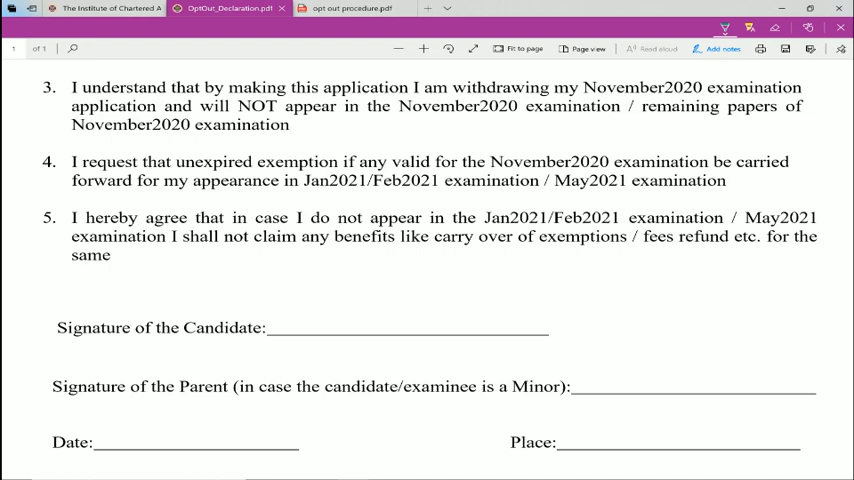 The Institute of Chartered A
OptOut_Declaration.pdf
opt out procedure.pdf
1 of 1
Fit to page
Page view
Read aloud
Add notes
3. I understand that by making this application I am withdrawing my November2020 examination
application and will NOT appear in the November2020 examination / remaining papers of
November2020 examination
4. I request that unexpired exemption if any valid for the November2020 examination be carried
forward for my appearance in Jan2021/Feb2021 examination / May2021 examination
5. I hereby agree that in case I do not appear in the Jan2021/Feb2021 examination / May2021
examination I shall not claim any benefits like carry over of exemptions / fees refund etc. for the
same
Signature of the Candidate:
Signature of the Parent (in case the candidate/examinee is a Minor):
Date: Place: